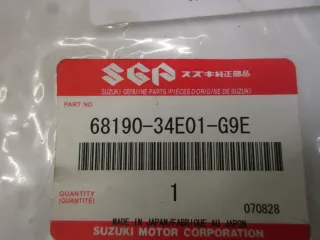 SGP スズキ純正部品
SUZUKI GENUINE PARTS / PIÈCES D'ORIGINE DE SUZUKI
PART NO.
68190-34E01-G9E
QUANTITY
(QUANTITÉ)
1
070828
MADE IN JAPAN/FABRIQUE AU JAPON
SUZUKI MOTOR CORPORATION